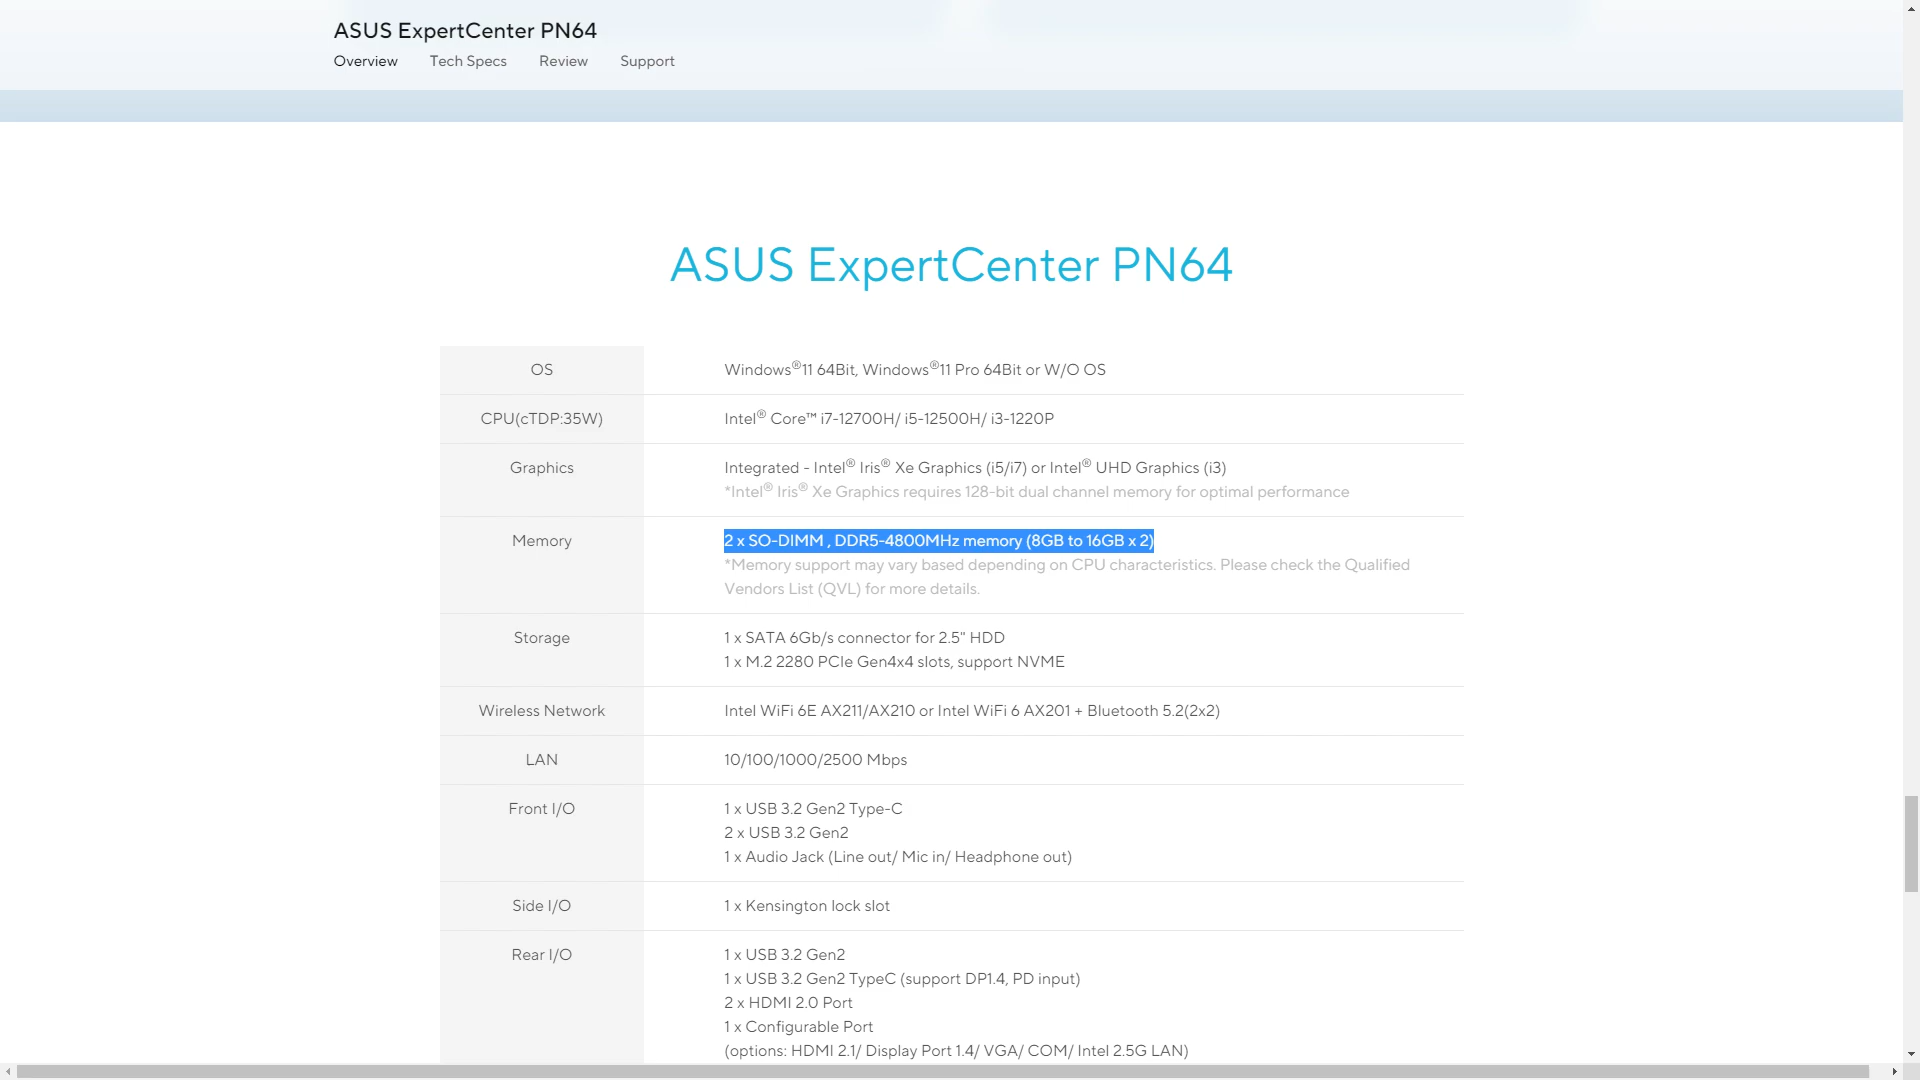 ASUS ExpertCenter PN64
Overview Tech Specs Review Support
ASUS ExpertCenter PN64
OS Windows®11 64Bit, Windows®11 Pro 64Bit or W/O OS
CPU(cTDP:35W) Intel® Core™ i7-12700H/ i5-12500H/ i3-1220P
Graphics Integrated - Intel® Iris® Xe Graphics (i5/i7) or Intel® UHD Graphics (i3)
*Intel® Iris® Xe Graphics requires 128-bit dual channel memory for optimal performance
Memory 2 x SO-DIMM , DDR5-4800MHz memory (8GB to 16GB x 2)
*Memory support may vary based depending on CPU characteristics. Please check the Qualified
Vendors List (QVL) for more details.
Storage 1 x SATA 6Gb/s connector for 2.5" HDD
1 x M.2 2280 PCIe Gen4x4 slots, support NVME
Wireless Network Intel WiFi 6E AX211/AX210 or Intel WiFi 6 AX201 + Bluetooth 5.2(2x2)
LAN 10/100/1000/2500 Mbps
Front I/O 1 x USB 3.2 Gen2 Type-C
2 x USB 3.2 Gen2
1 x Audio Jack (Line out/ Mic in/ Headphone out)
Side I/O 1 x Kensington lock slot
Rear I/O 1 x USB 3.2 Gen2
1 x USB 3.2 Gen2 TypeC (support DP1.4, PD input)
2 x HDMI 2.0 Port
1 x Configurable Port
(options: HDMI 2.1/ Display Port 1.4/ VGA/ COM/ Intel 2.5G LAN)